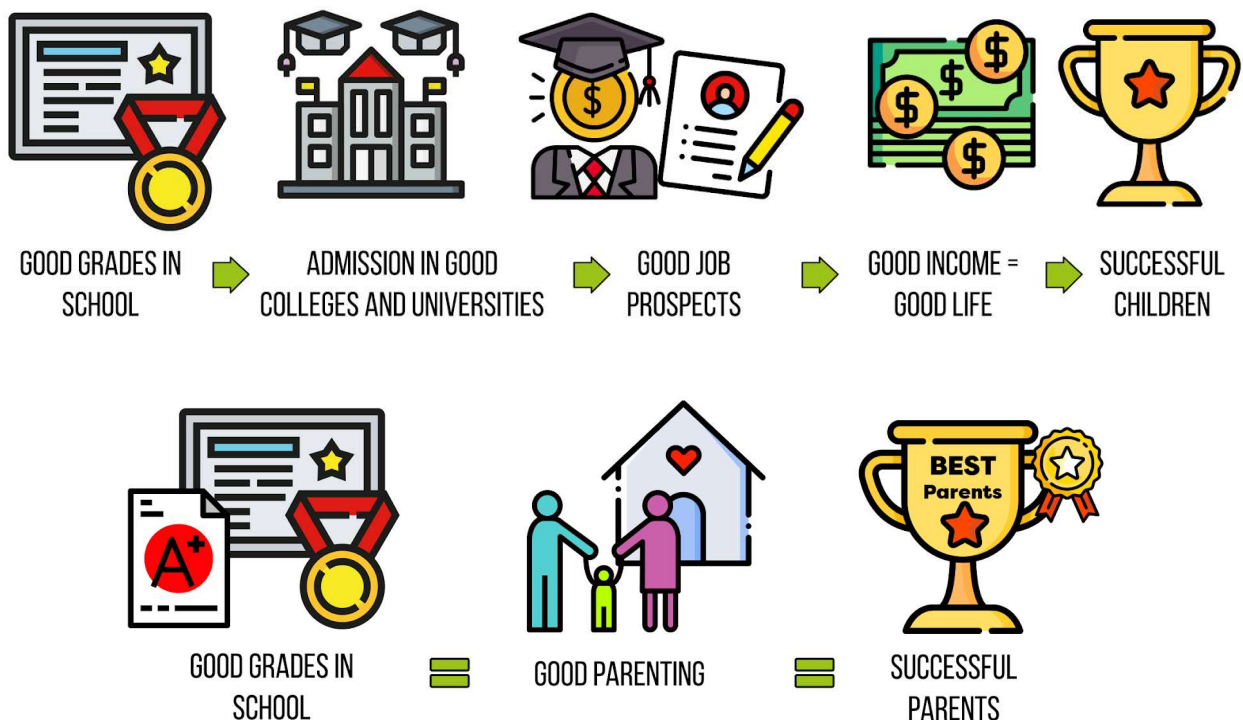 GOOD GRADES IN
SCHOOL
ADMISSION IN GOOD
COLLEGES AND UNIVERSITIES
GOOD JOB
PROSPECTS
GOOD INCOME =
GOOD LIFE
SUCCESSFUL
CHILDREN
A+
BEST
Parents
GOOD GRADES IN
SCHOOL
GOOD PARENTING
SUCCESSFUL
PARENTS